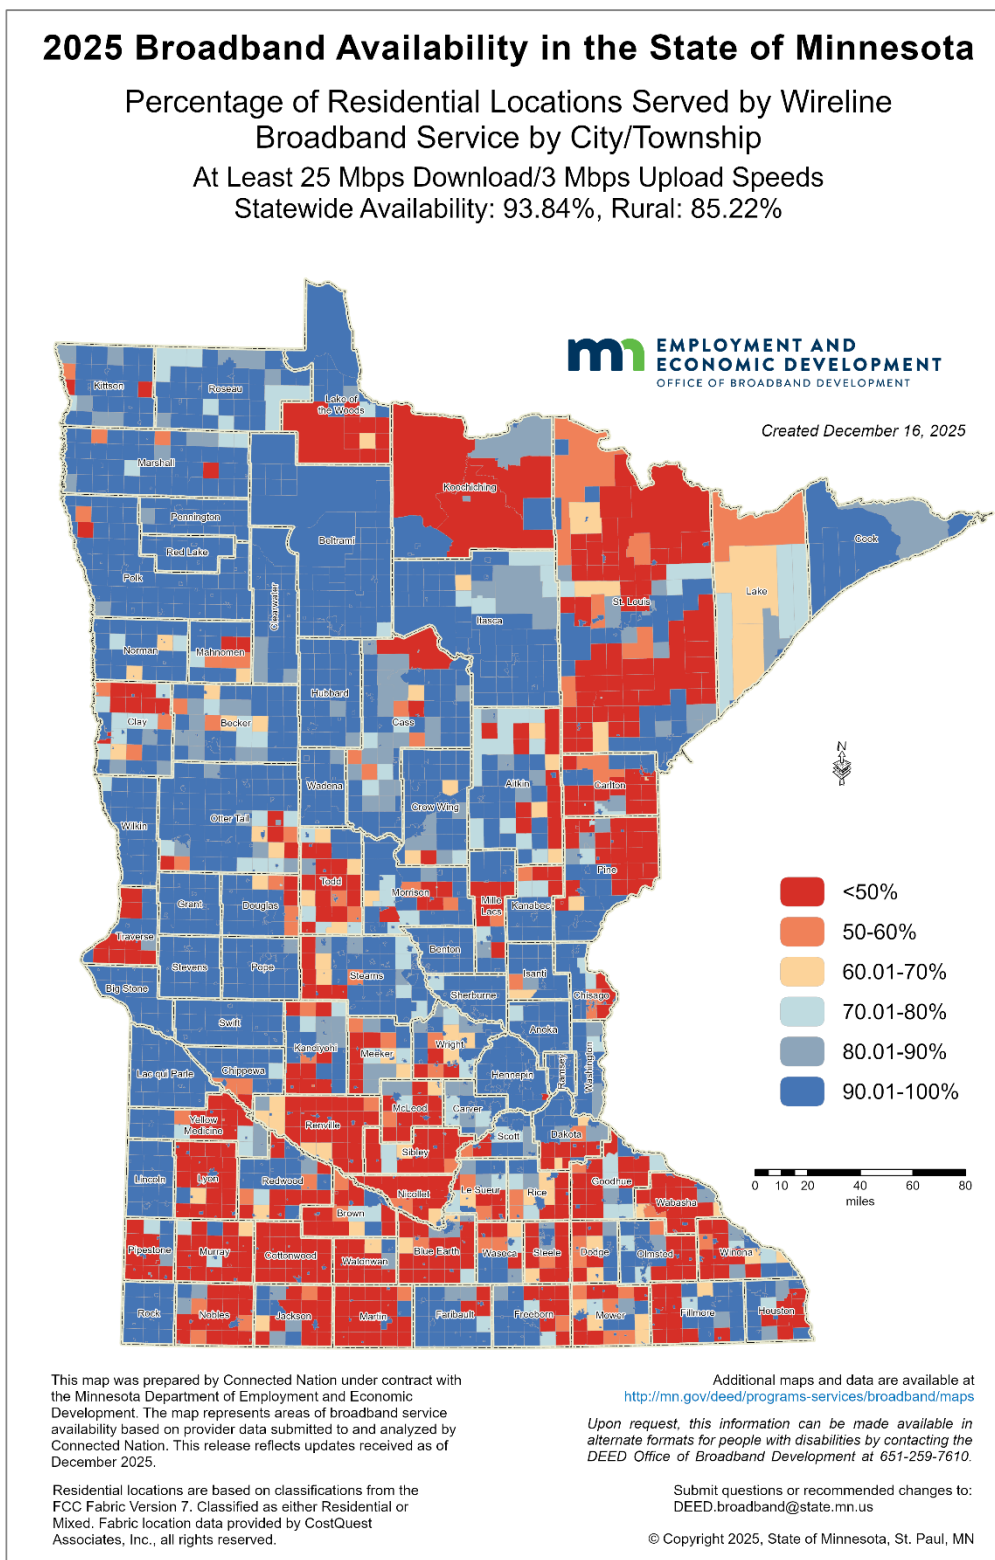 2025 Broadband Availability in the State of Minnesota
Percentage of Residential Locations Served by Wireline
Broadband Service by City/Township
At Least 25 Mbps Download/3 Mbps Upload Speeds
Statewide Availability: 93.84%, Rural: 85.22%
mn EMPLOYMENT AND
ECONOMIC DEVELOPMENT
OFFICE OF BROADBAND DEVELOPMENT
Created December 16, 2025
Kittson
Roseau
Lake of
the Woods
Marshall
Koochiching
Pennington
Red Lake
Beltrami
Cook
Polk
Clearwater
Lake
St. Louis
Itasca
Norman
Mahnomen
Hubbard
Clay
Becker
Cass
Wadena
Aitkin
Carlton
Crow Wing
Wilkin
Otter Tail
Pine
Todd
Morrison
Mille
Lacs
Kanabec
Grant
Douglas
Traverse
Benton
Stevens
Pope
Stearns
Isanti
Big Stone
Sherburne
Chisago
Swift
Anoka
Kandiyohi
Meeker
Wright
Lac qui Parle
Chippewa
Hennepin
Ramsey
Washington
Renville
McLeod
Carver
Yellow
Medicine
Scott
Dakota
Sibley
Lincoln
Lyon
Redwood
Nicollet
Le Sueur
Rice
Goodhue
Wabasha
Brown
Pipestone
Murray
Cottonwood
Watonwan
Blue Earth
Waseca
Steele
Dodge
Olmsted
Winona
Rock
Nobles
Jackson
Martin
Faribault
Freeborn
Mower
Fillmore
Houston
N
<50%
50-60%
60.01-70%
70.01-80%
80.01-90%
90.01-100%
0 10 20 40 60 80
miles
This map was prepared by Connected Nation under contract with
the Minnesota Department of Employment and Economic
Development. The map represents areas of broadband service
availability based on provider data submitted to and analyzed by
Connected Nation. This release reflects updates received as of
December 2025.
Residential locations are based on classifications from the
FCC Fabric Version 7. Classified as either Residential or
Mixed. Fabric location data provided by CostQuest
Associates, Inc., all rights reserved.
Additional maps and data are available at
http://mn.gov/deed/programs-services/broadband/maps
Upon request, this information can be made available in
alternate formats for people with disabilities by contacting the
DEED Office of Broadband Development at 651-259-7610.
Submit questions or recommended changes to:
DEED.broadband@state.mn.us
© Copyright 2025, State of Minnesota, St. Paul, MN